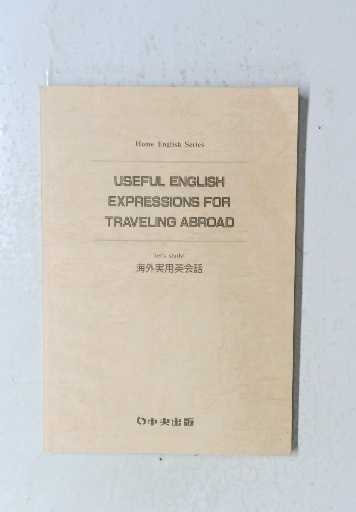 Home English Series
USEFUL ENGLISH
EXPRESSIONS FOR
TRAVELING ABROAD
let's study!
海外実用英会話
中央出版